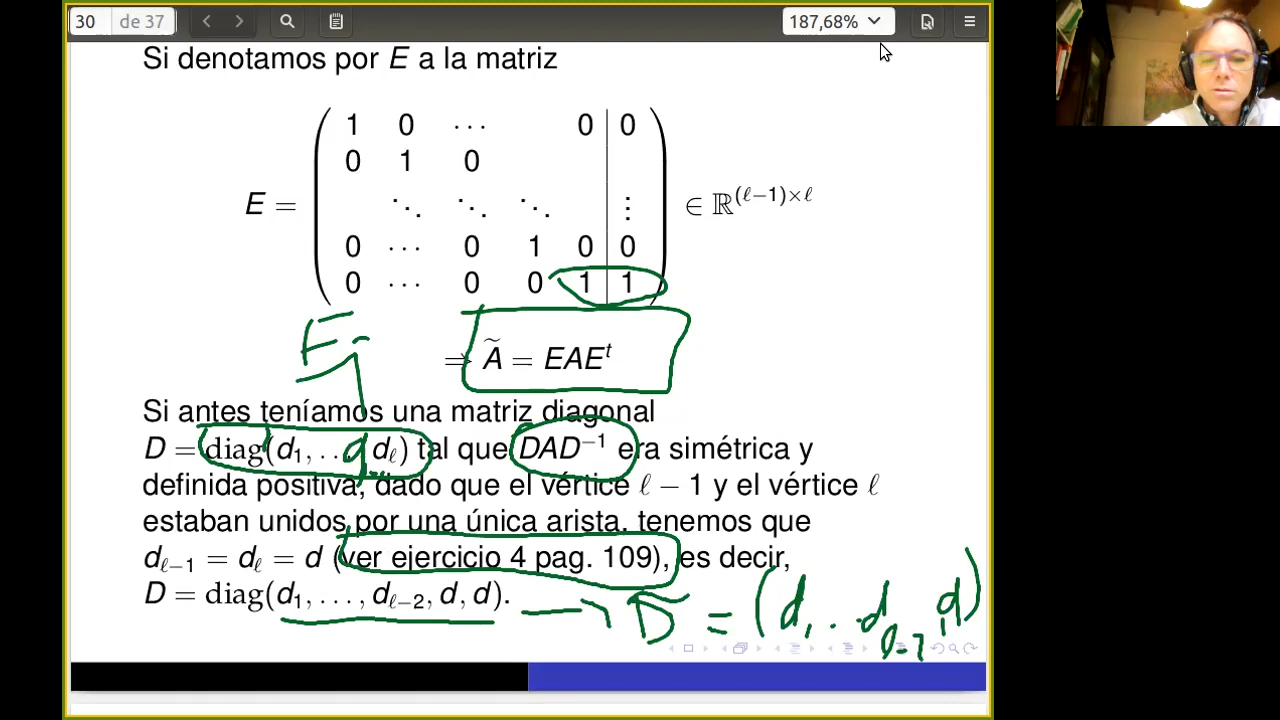 30 de 37 187,68%
Si denotamos por E a la matriz
E =
1 0 ⋯ 0 0
0 1 0
⋱ ⋱ ⋱ ⋮
0 ⋯ 0 1 0 0
0 ⋯ 0 0 1 1
∈ ℝ^{(ℓ−1)×ℓ}
⇒ Ã = EAE^t
Si antes teníamos una matriz diagonal
D = diag(d₁, … d_ℓ) tal que DAD⁻¹ era simétrica y
definida positiva, dado que el vértice ℓ − 1 y el vértice ℓ
estaban unidos por una única arista, tenemos que
d_{ℓ−1} = d_ℓ = d (ver ejercicio 4 pag. 109), es decir,
D = diag(d₁, …, d_{ℓ−2}, d, d). → D̃ = (d₁ … d_{ℓ−2}, d)